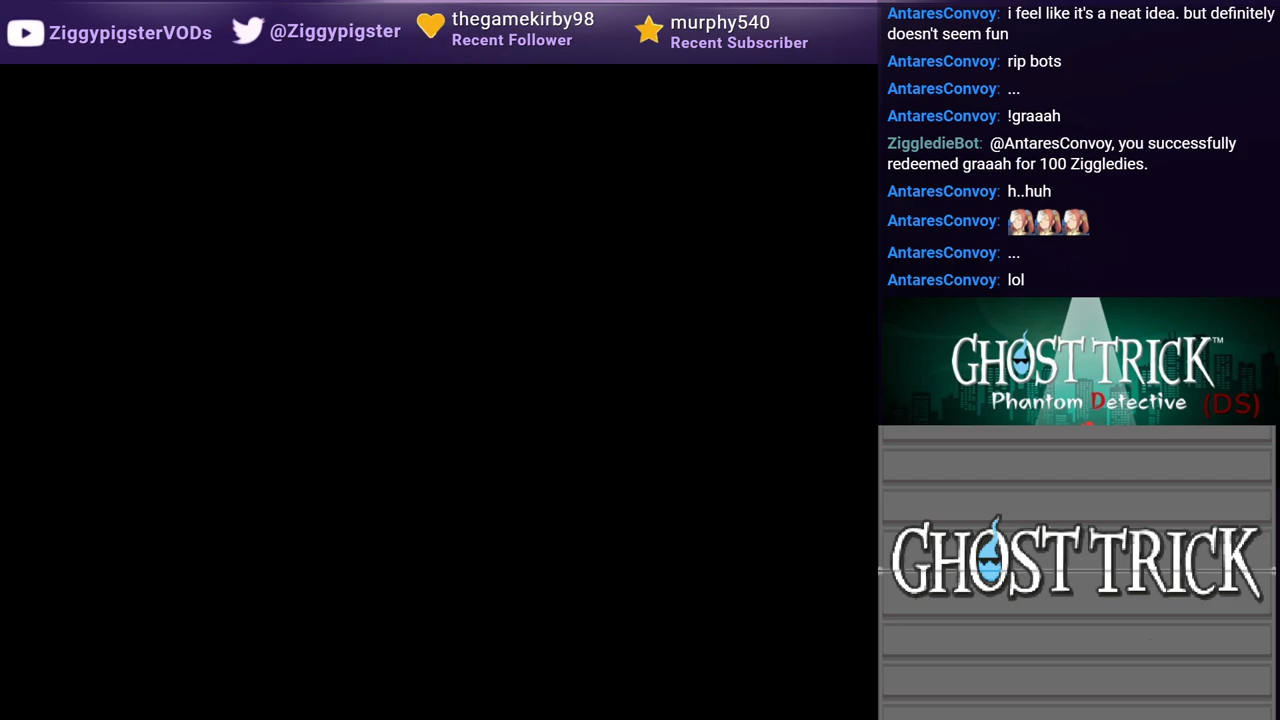 ZiggypigsterVODs
@Ziggypigster
thegamekirby98
Recent Follower
murphy540
Recent Subscriber
AntaresConvoy: i feel like it's a neat idea. but definitely
doesn't seem fun
AntaresConvoy: rip bots
AntaresConvoy: ...
AntaresConvoy: !graaah
ZiggledieBot: @AntaresConvoy, you successfully
redeemed graaah for 100 Ziggledies.
AntaresConvoy: h..huh
AntaresConvoy:
AntaresConvoy: ...
AntaresConvoy: lol
GHOST TRICK™
Phantom Detective (DS)
GHOST TRICK